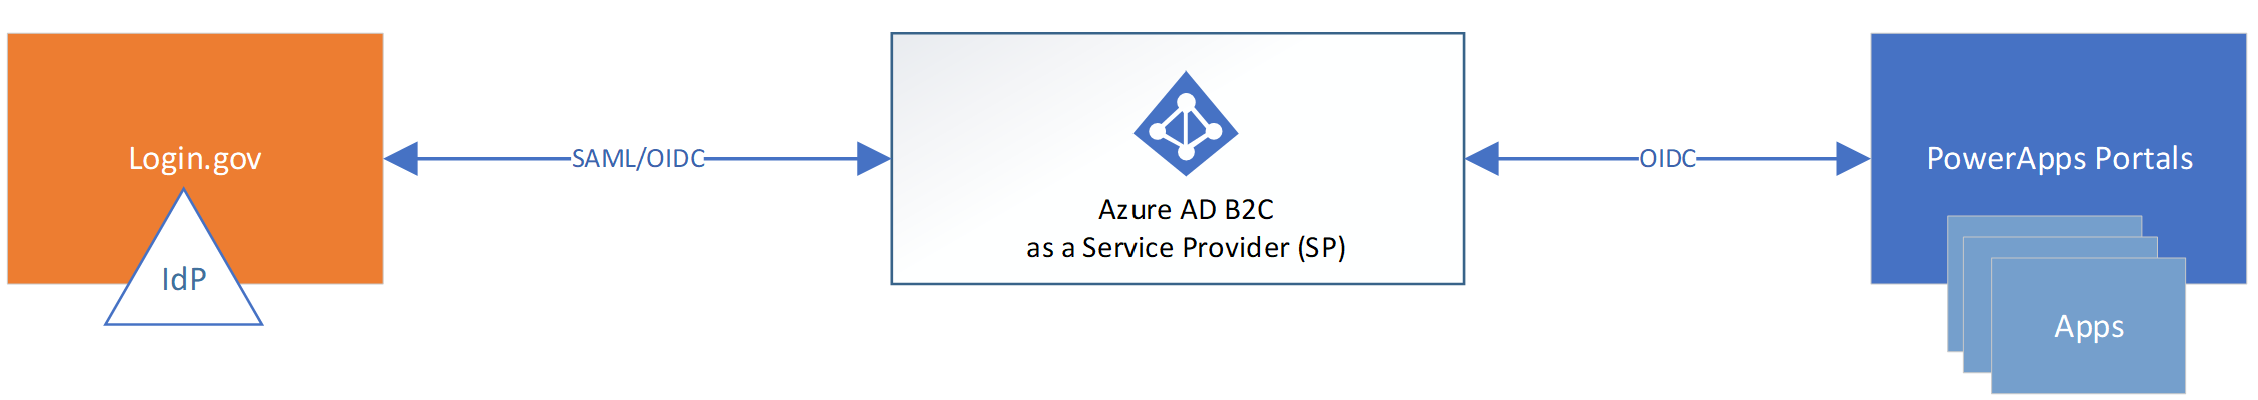 Login.gov
IdP
SAML/OIDC
Azure AD B2C
as a Service Provider (SP)
OIDC
PowerApps Portals
Apps